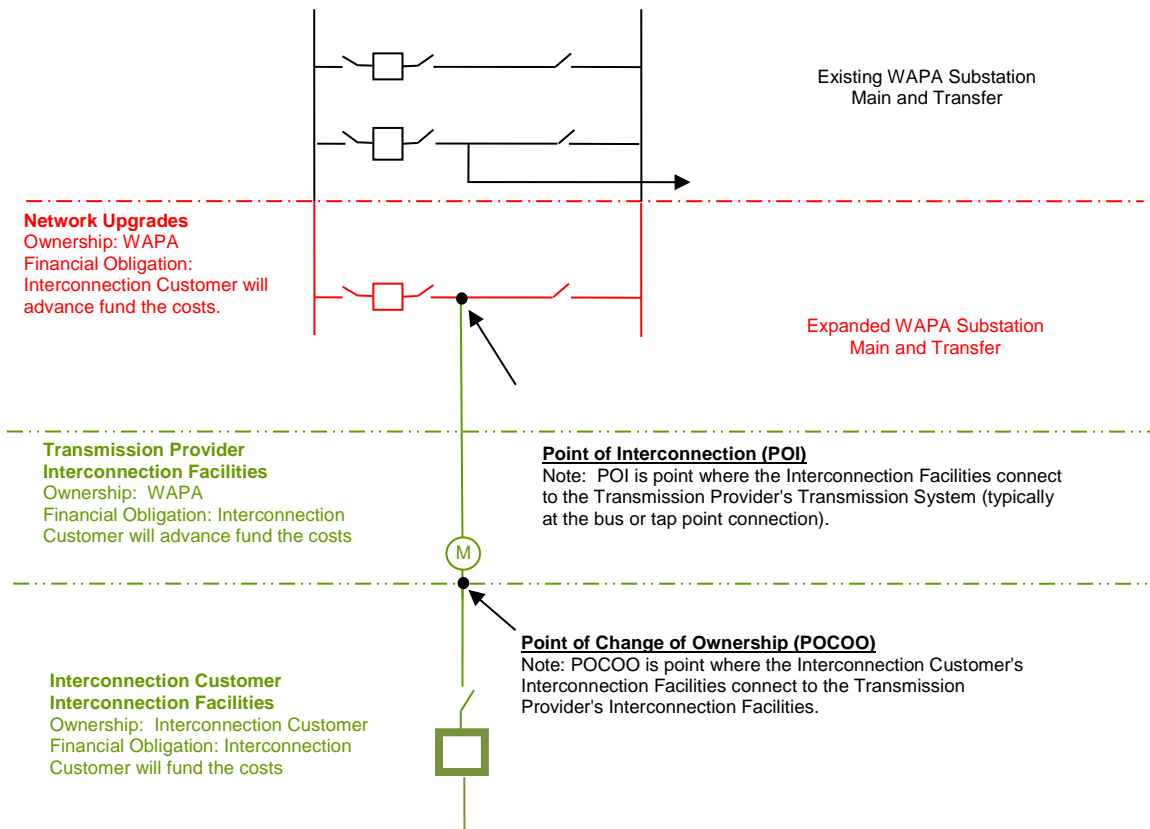 Existing WAPA Substation
Main and Transfer
Network Upgrades
Ownership: WAPA
Financial Obligation:
Interconnection Customer will
advance fund the costs.
Expanded WAPA Substation
Main and Transfer
Transmission Provider
Interconnection Facilities
Ownership:  WAPA
Financial Obligation: Interconnection
Customer will advance fund the costs
Point of Interconnection (POI)
Note:  POI is point where the Interconnection Facilities connect
to the Transmission Provider's Transmission System (typically
at the bus or tap point connection).
M
Point of Change of Ownership (POCOO)
Note: POCOO is point where the Interconnection Customer's
Interconnection Facilities connect to the Transmission
Provider's Interconnection Facilities.
Interconnection Customer
Interconnection Facilities
Ownership:  Interconnection Customer
Financial Obligation: Interconnection
Customer will fund the costs